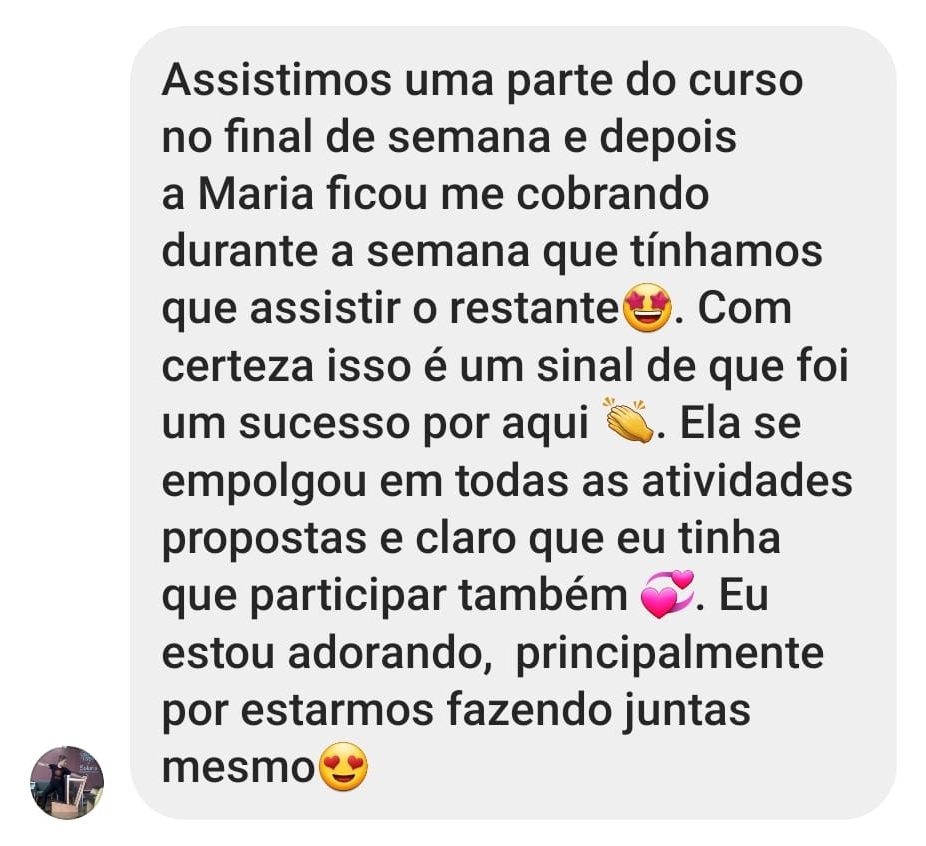 Assistimos uma parte do curso
no final de semana e depois
a Maria ficou me cobrando
durante a semana que tínhamos
que assistir o restante🤩. Com
certeza isso é um sinal de que foi
um sucesso por aqui 👏. Ela se
empolgou em todas as atividades
propostas e claro que eu tinha
que participar também 💞. Eu
estou adorando,  principalmente
por estarmos fazendo juntas
mesmo😍